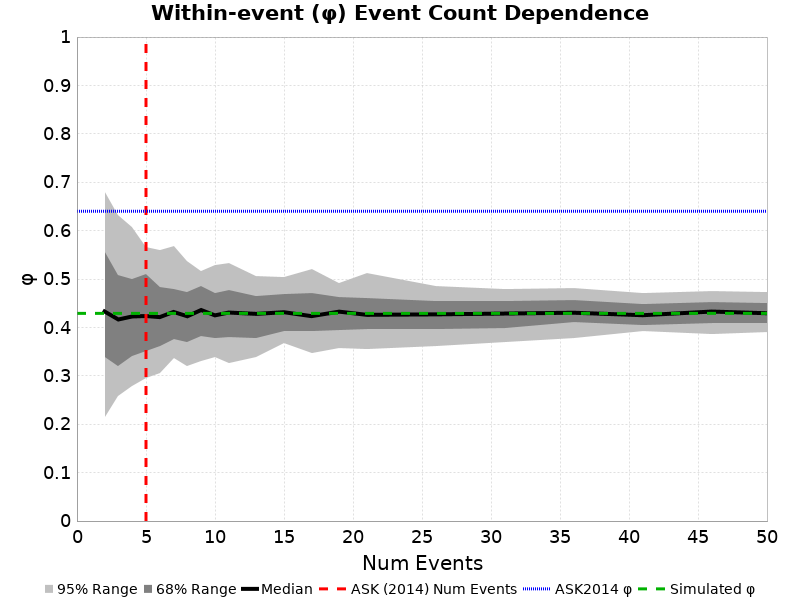 Within-event (φ) Event Count Dependence
1
0.9
0.8
0.7
0.6
0.5
0.4
0.3
0.2
0.1
0
φ
0 5 10 15 20 25 30 35 40 45 50
Num Events
95% Range 68% Range Median ASK (2014) Num Events ASK2014 φ Simulated φ